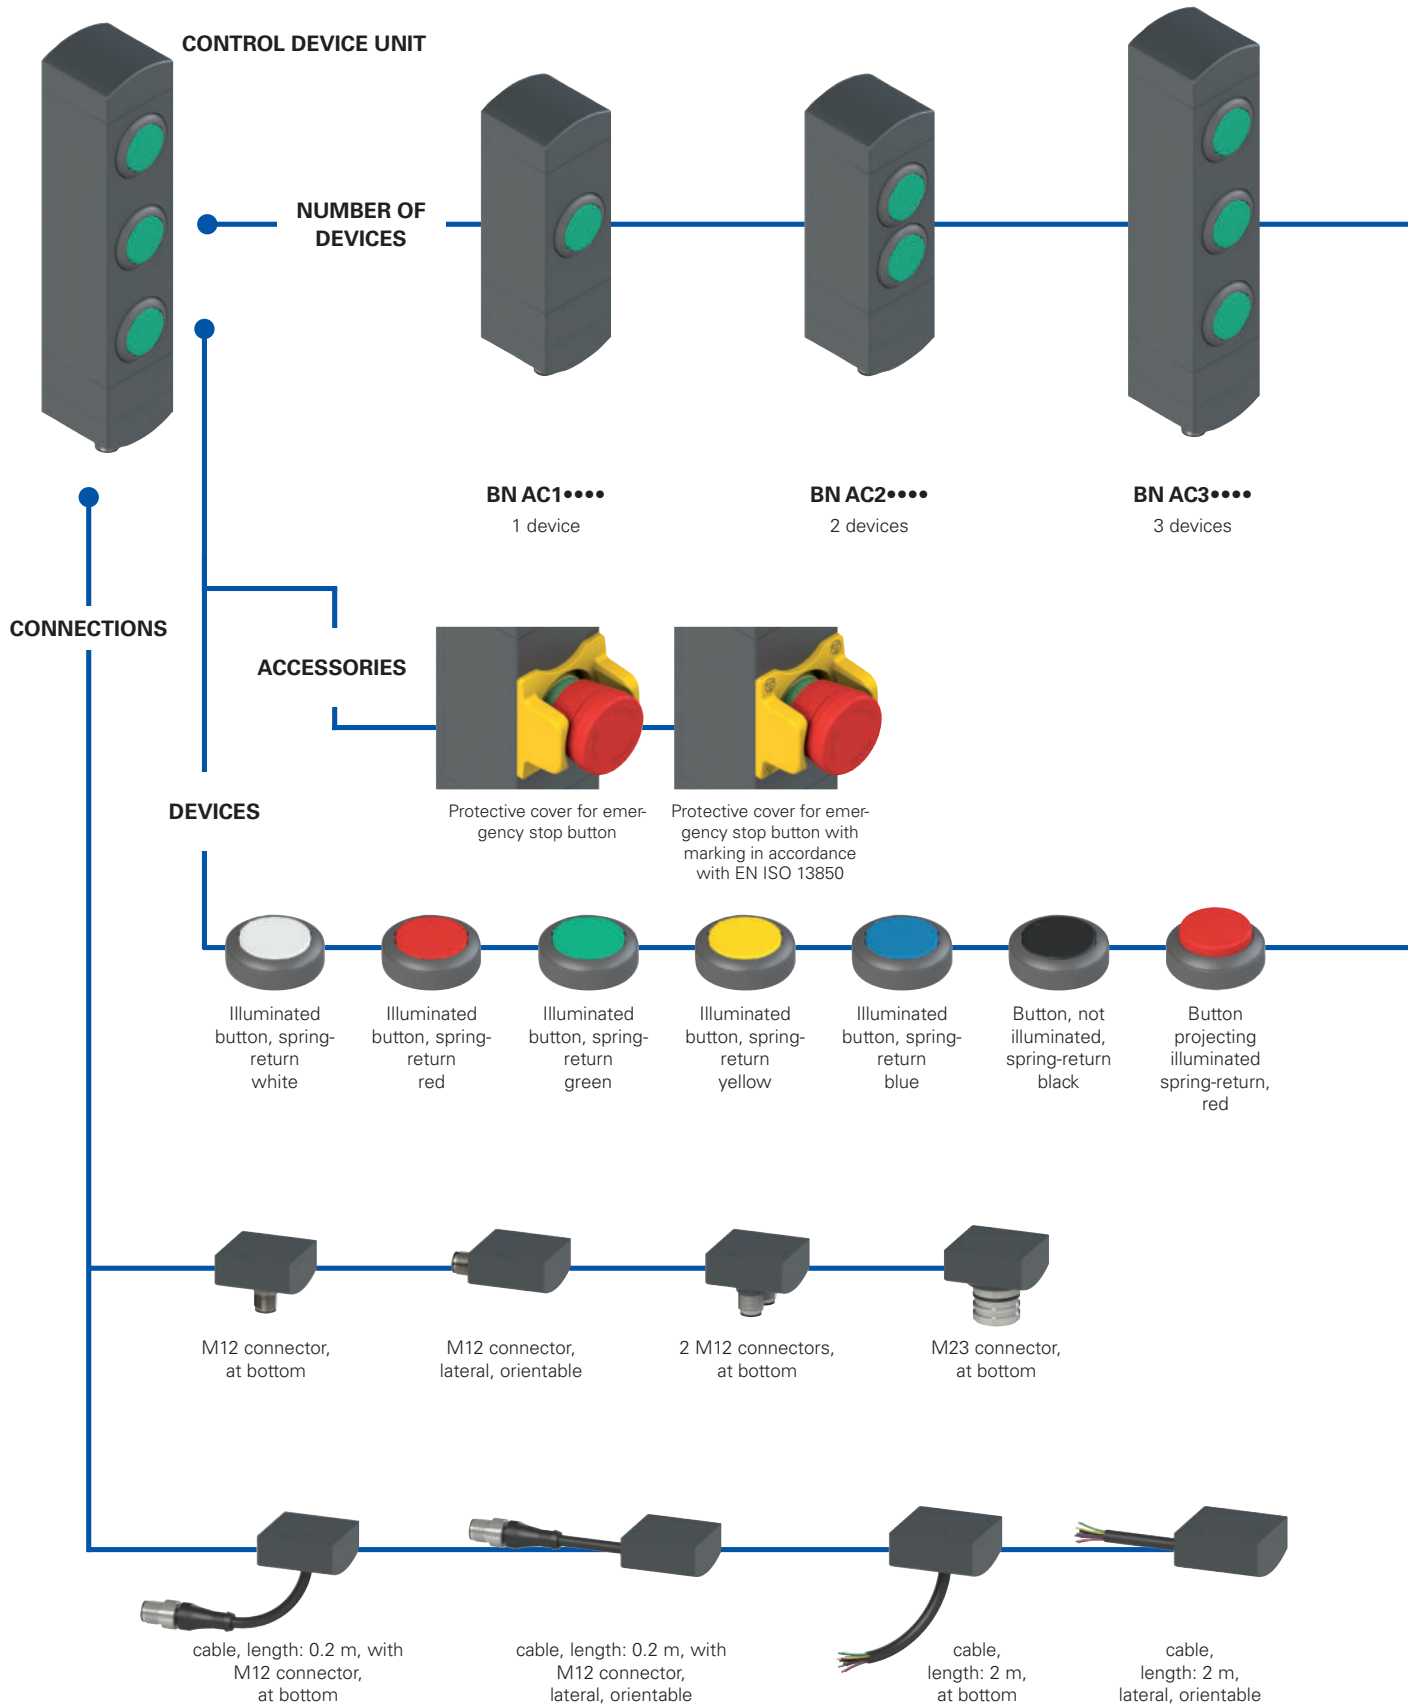 CONTROL DEVICE UNIT
NUMBER OF
DEVICES
BN AC1••••
1 device
BN AC2••••
2 devices
BN AC3••••
3 devices
CONNECTIONS
ACCESSORIES
Protective cover for emer-
gency stop button
Protective cover for emer-
gency stop button with
marking in accordance
with EN ISO 13850
DEVICES
Illuminated
button, spring-
return
white
Illuminated
button, spring-
return
red
Illuminated
button, spring-
return
green
Illuminated
button, spring-
return
yellow
Illuminated
button, spring-
return
blue
Button, not
illuminated,
spring-return
black
Button
projecting
illuminated
spring-return,
red
M12 connector,
at bottom
M12 connector,
lateral, orientable
2 M12 connectors,
at bottom
M23 connector,
at bottom
cable, length: 0.2 m, with
M12 connector,
at bottom
cable, length: 0.2 m, with
M12 connector,
lateral, orientable
cable,
length: 2 m,
at bottom
cable,
length: 2 m,
lateral, orientable